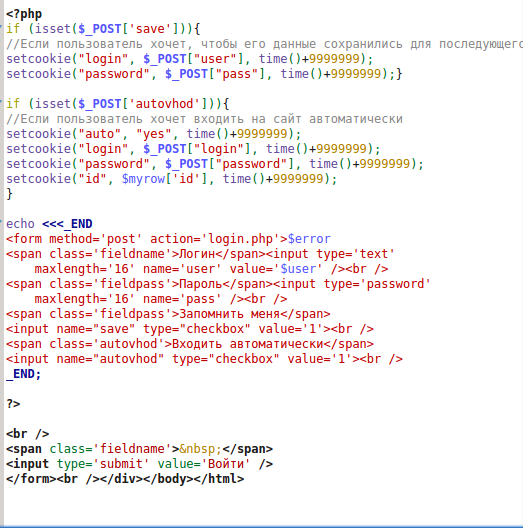 <?php
if (isset($_POST['save'])){
//Если пользователь хочет, чтобы его данные сохранились для последующего
setcookie("login", $_POST["user"], time()+9999999);
setcookie("password", $_POST["pass"], time()+9999999);}
if (isset($_POST['autovhod'])){
//Если пользователь хочет входить на сайт автоматически
setcookie("auto", "yes", time()+9999999);
setcookie("login", $_POST["login"], time()+9999999);
setcookie("password", $_POST["password"], time()+9999999);
setcookie("id", $myrow['id'], time()+9999999);
}
echo <<<_END
<form method='post' action='login.php'>$error
<span class='fieldname'>Логин</span><input type='text'
maxlength='16' name='user' value='$user' /><br />
<span class='fieldpass'>Пароль</span><input type='password'
maxlength='16' name='pass' /><br />
<span class='fieldpass'>Запомнить меня</span>
<input name="save" type="checkbox" value='1'><br />
<span class='autovhod'>Входить автоматически</span>
<input name="autovhod" type="checkbox" value='1'><br />
_END;
?>
<br />
<span class='fieldname'>&nbsp;</span>
<input type='submit' value='Войти' />
</form><br /></div></body></html>